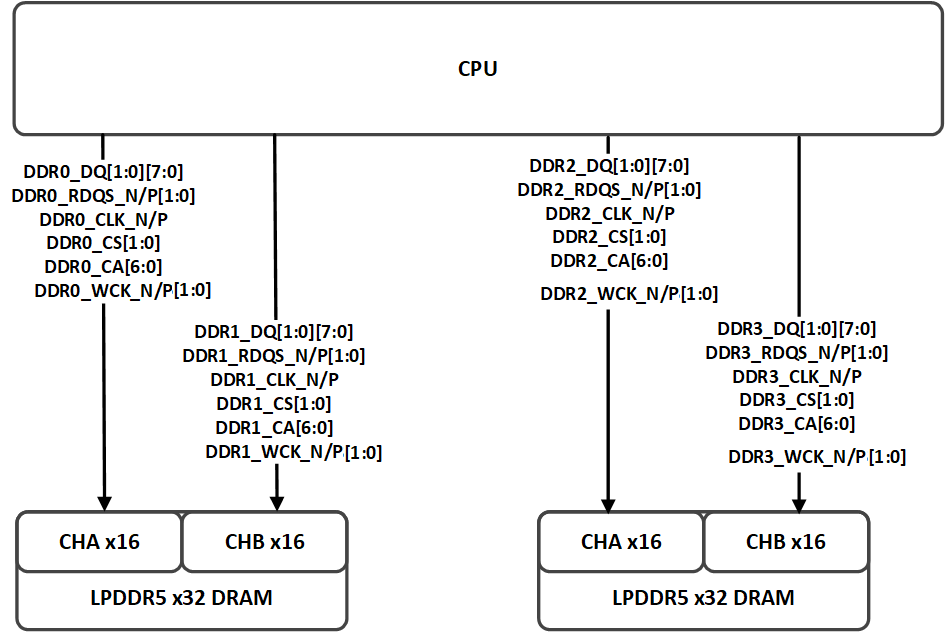 CPU
DDR0_DQ[1:0][7:0]
DDR0_RDQS_N/P[1:0]
DDR0_CLK_N/P
DDR0_CS[1:0]
DDR0_CA[6:0]
DDR0_WCK_N/P[1:0]
DDR1_DQ[1:0][7:0]
DDR1_RDQS_N/P[1:0]
DDR1_CLK_N/P
DDR1_CS[1:0]
DDR1_CA[6:0]
DDR1_WCK_N/P[1:0]
DDR2_DQ[1:0][7:0]
DDR2_RDQS_N/P[1:0]
DDR2_CLK_N/P
DDR2_CS[1:0]
DDR2_CA[6:0]
DDR2_WCK_N/P[1:0]
DDR3_DQ[1:0][7:0]
DDR3_RDQS_N/P[1:0]
DDR3_CLK_N/P
DDR3_CS[1:0]
DDR3_CA[6:0]
DDR3_WCK_N/P[1:0]
CHA x16
CHB x16
LPDDR5 x32 DRAM
CHA x16
CHB x16
LPDDR5 x32 DRAM